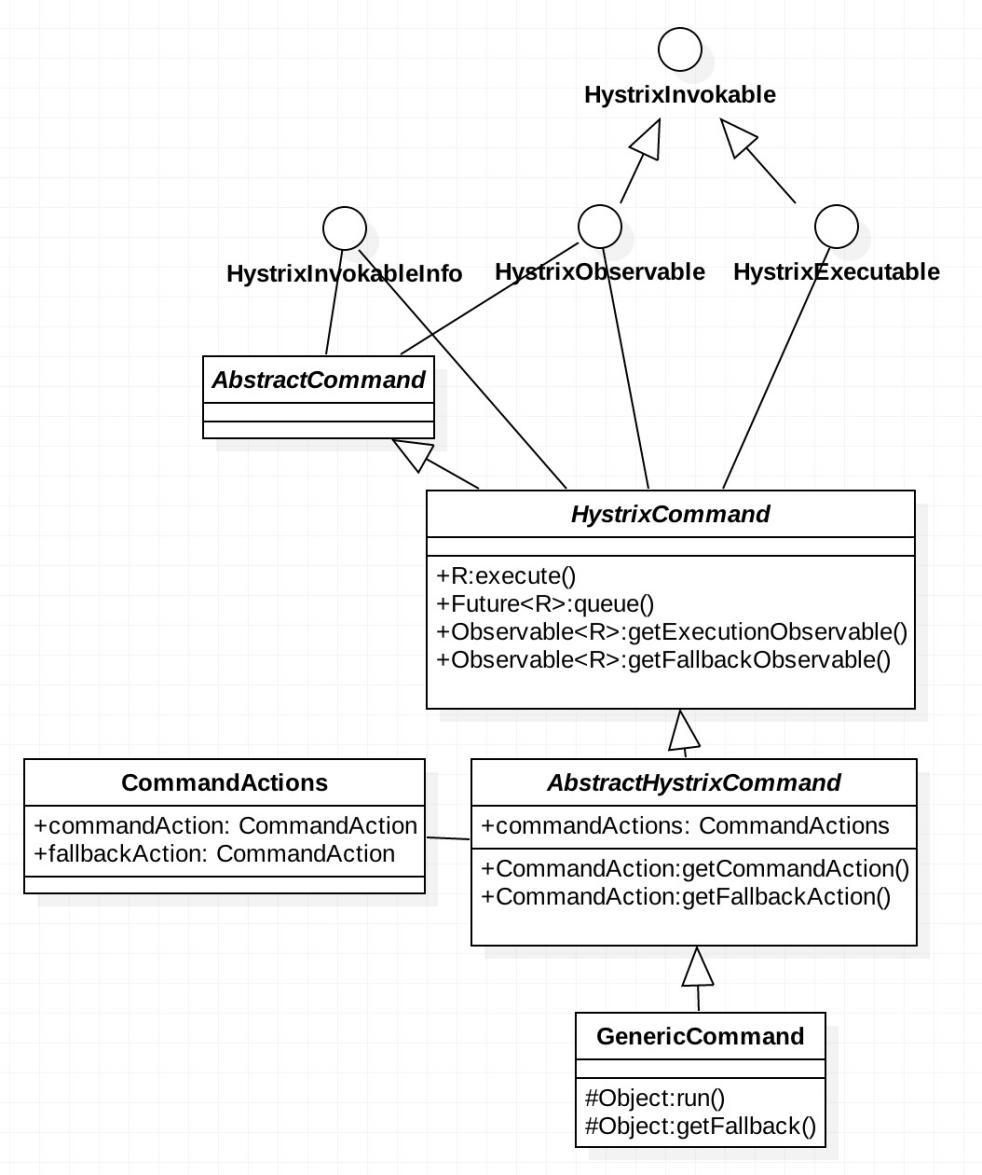 HystrixInvokable
HystrixInvokableInfo
HystrixObservable
HystrixExecutable
AbstractCommand
HystrixCommand
+R:execute()
+Future<R>:queue()
+Observable<R>:getExecutionObservable()
+Observable<R>:getFallbackObservable()
CommandActions
+commandAction: CommandAction
+fallbackAction: CommandAction
AbstractHystrixCommand
+commandActions: CommandActions
+CommandAction:getCommandAction()
+CommandAction:getFallbackAction()
GenericCommand
#Object:run()
#Object:getFallback()